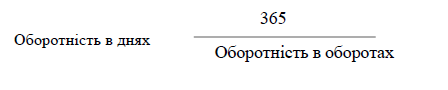 365
Оборотність в днях
Оборотність в оборотах